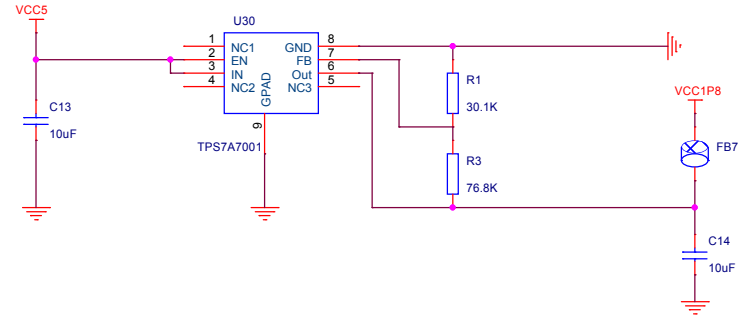 VCC5
U30
1 NC1 GND 8
2 EN FB 7
3 IN Out 6
4 NC2 NC3 5
GPAD
9
TPS7A7001
C13
10uF
R1
30.1K
R3
76.8K
VCC1P8
FB7
C14
10uF